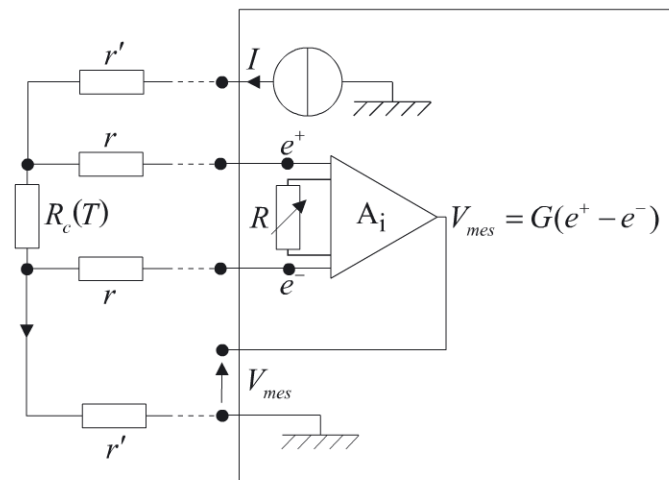 r'
I
r
e⁺
R_c(T)
R
A_i
V_mes = G(e⁺ − e⁻)
e⁻
r
V_mes
r'